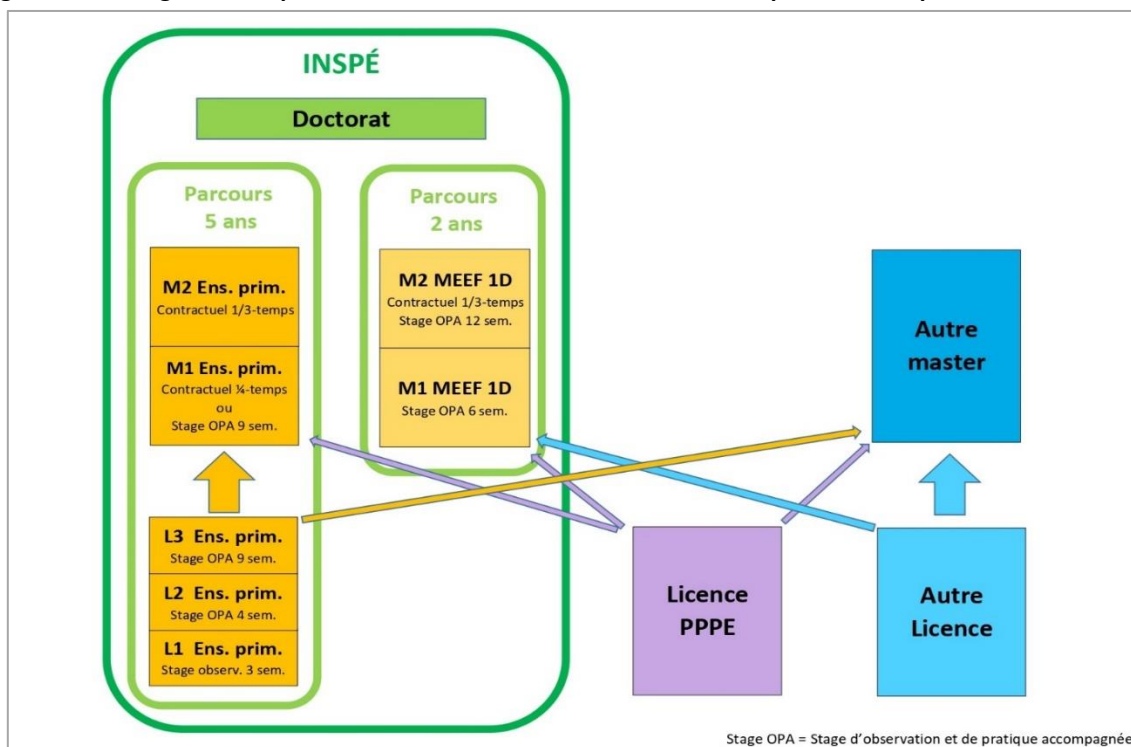 INSPÉ
Doctorat
Parcours
5 ans
M2 Ens. prim.
Contractuel 1/3-temps
M1 Ens. prim.
Contractuel ¼-temps
ou
Stage OPA 9 sem.
L3 Ens. prim.
Stage OPA 9 sem.
L2 Ens. prim.
Stage OPA 4 sem.
L1 Ens. prim.
Stage observ. 3 sem.
Parcours
2 ans
M2 MEEF 1D
Contractuel 1/3-temps
Stage OPA 12 sem.
M1 MEEF 1D
Stage OPA 6 sem.
Autre
master
Licence
PPPE
Autre
Licence
Stage OPA = Stage d'observation et de pratique accompagnée